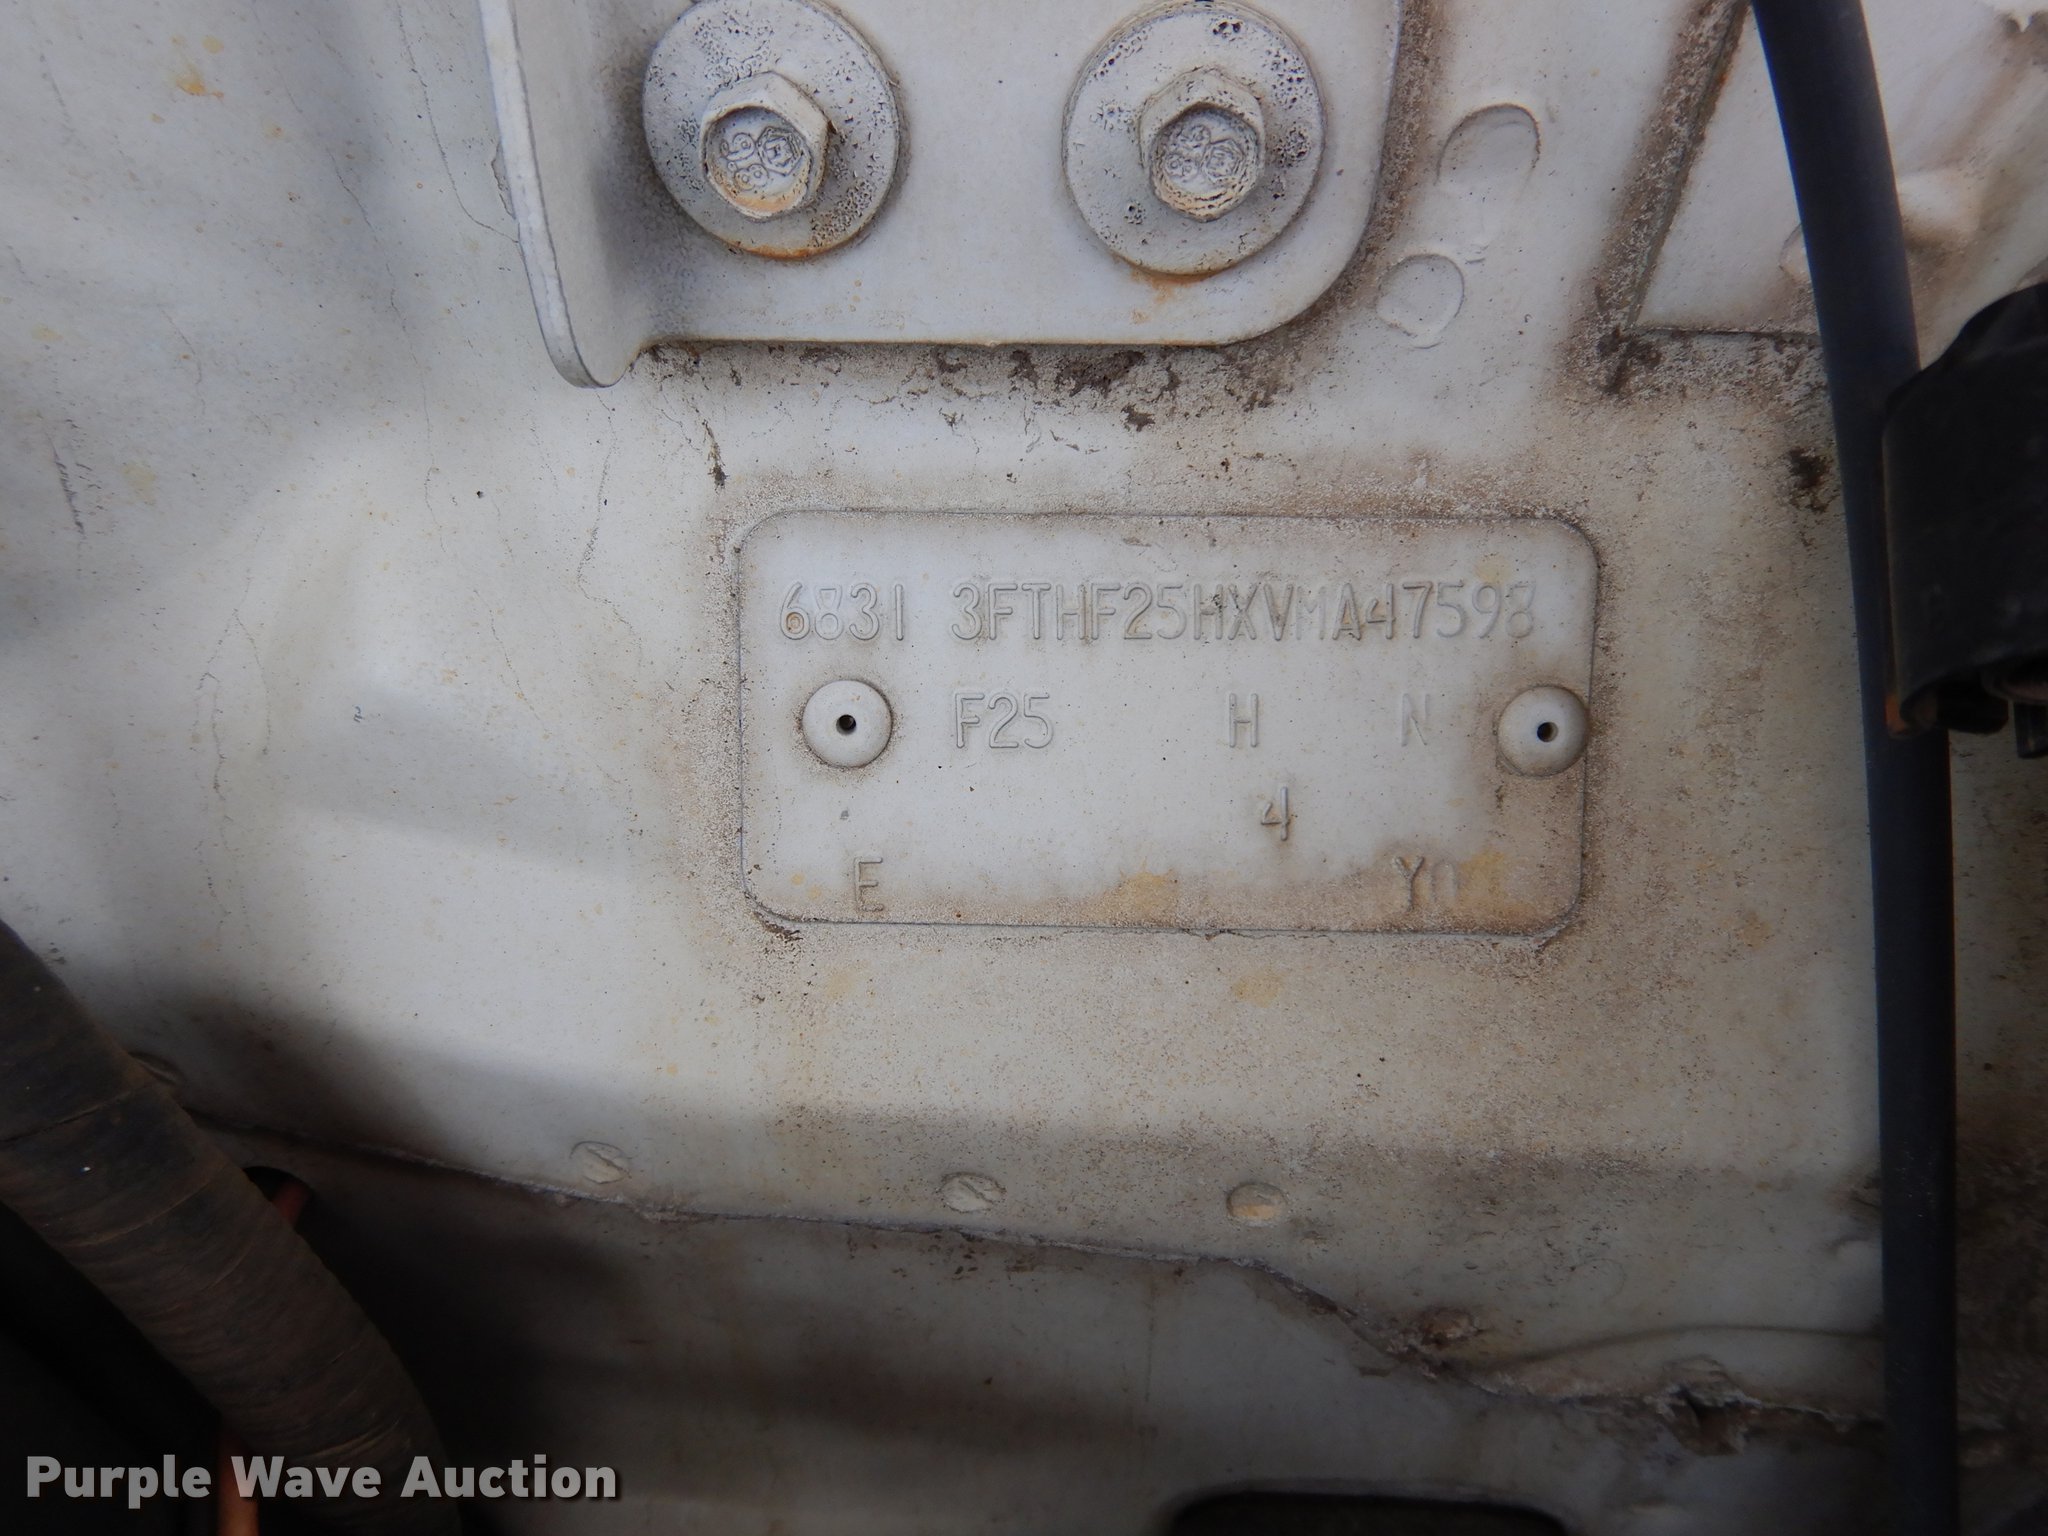 6831 3FTHF25HXVMA47598
F25 H N
4
E Y0
Purple Wave Auction